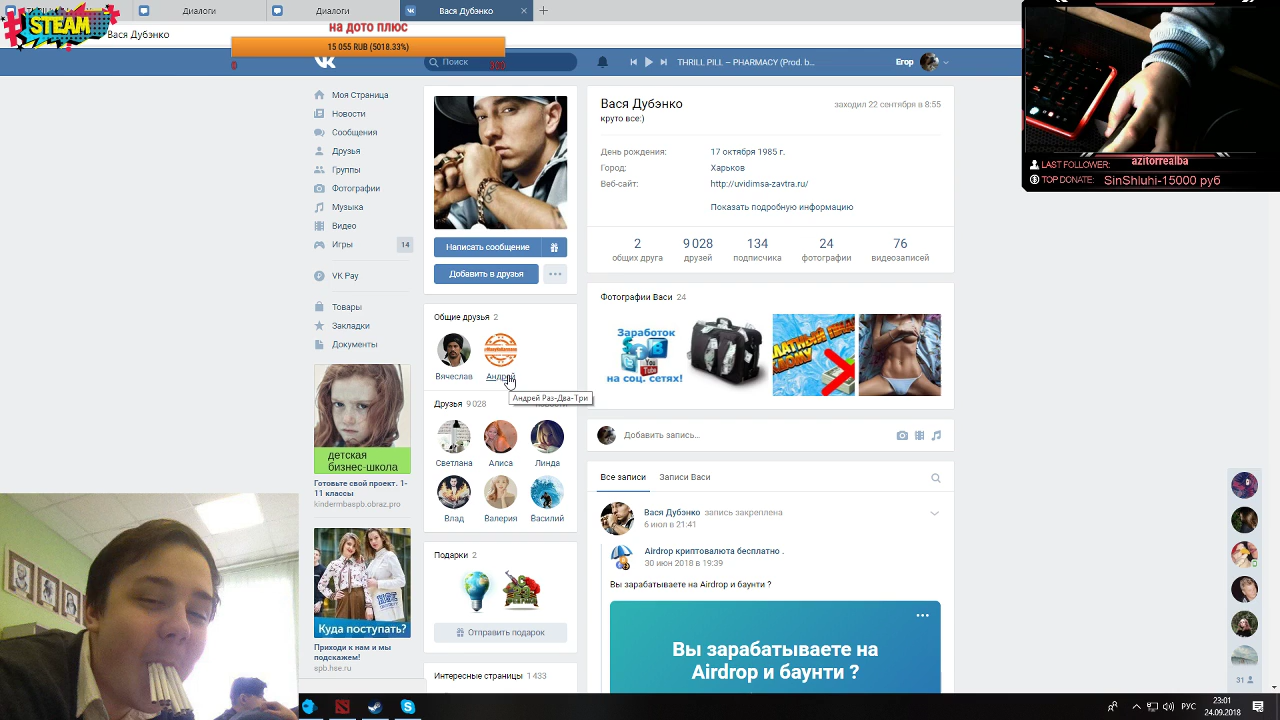 STEAM
Диалоги
Диалоги
Вася Дубэнко
Вася Дубэнко
на дото плюс
15 055 RUB (5018.33%)
0
300
Поиск
THRILL PILL – PHARMACY (Prod. b...
Егор
Моя Страница
Новости
Сообщения
Друзья
Группы
Фотографии
Музыка
Видео
Игры
14
VK Pay
Товары
Закладки
Документы
детская
бизнес-школа
Готовьте свой проект. 1-
11 классы
kindermbaspb.obraz.pro
Куда поступать?
Приходи к нам и мы
подскажем!
spb.hse.ru
Написать сообщение
Добавить в друзья
Общие друзья 2
Вячеслав
Андрей
Андрей Раз-Два-Три
Друзья 9 028
новости
Светлана
Алиса
Линда
Влад
Валерия
Василий
Подарки 2
Отправить подарок
Интересные страницы 1 433
Вася Дубэнко
заходил 22 сентября в 8:55
круто все:)
День рождения: 17 октября 1985 г.
Город: Харьков
Веб-сайт: http://uvidimsa-zavtra.ru/
Показать подробную информацию
2
общих друга
9 028
друзей
134
подписчика
24
фотографии
76
видеозаписей
Фотографии Васи 24
Заработок
You
Tube
на соц. сетях!
Добавить запись...
Все записи
Записи Васи
Вася Дубэнко запись закреплена
6 июл в 21:41
Airdrop криптовалюта бесплатно .
30 июн 2018 в 19:39
Вы зарабатываете на Airdrop и баунти ?
Вы зарабатываете на
Airdrop и баунти ?
LAST FOLLOWER: azitorrealba
TOP DONATE: SinShluhi-15000 руб
31
РУС
23:01
24.09.2018